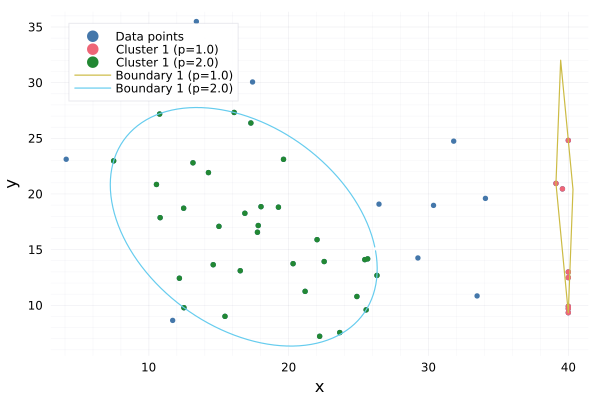 Data points
Cluster 1 (p=1.0)
Cluster 1 (p=2.0)
Boundary 1 (p=1.0)
Boundary 1 (p=2.0)
35
30
25
20
15
10
y
10 20 30 40
x